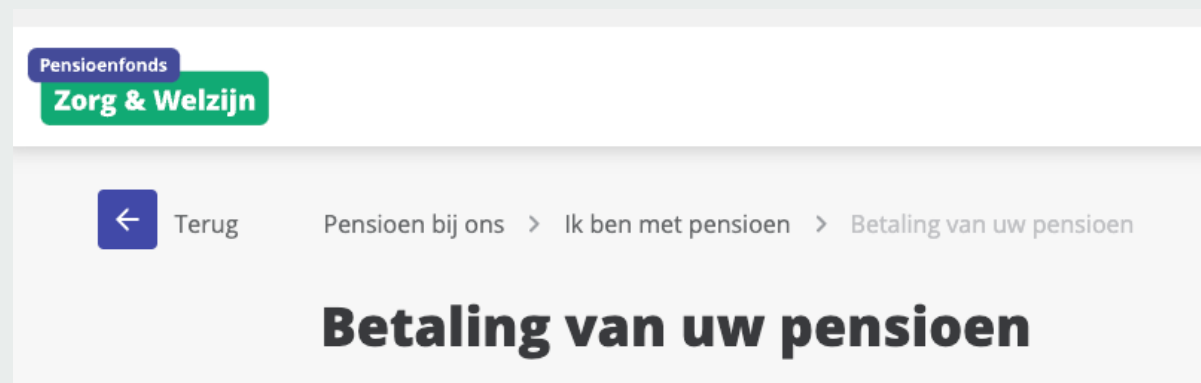 Pensioenfonds
Zorg & Welzijn
Terug Pensioen bij ons > Ik ben met pensioen > Betaling van uw pensioen
Betaling van uw pensioen